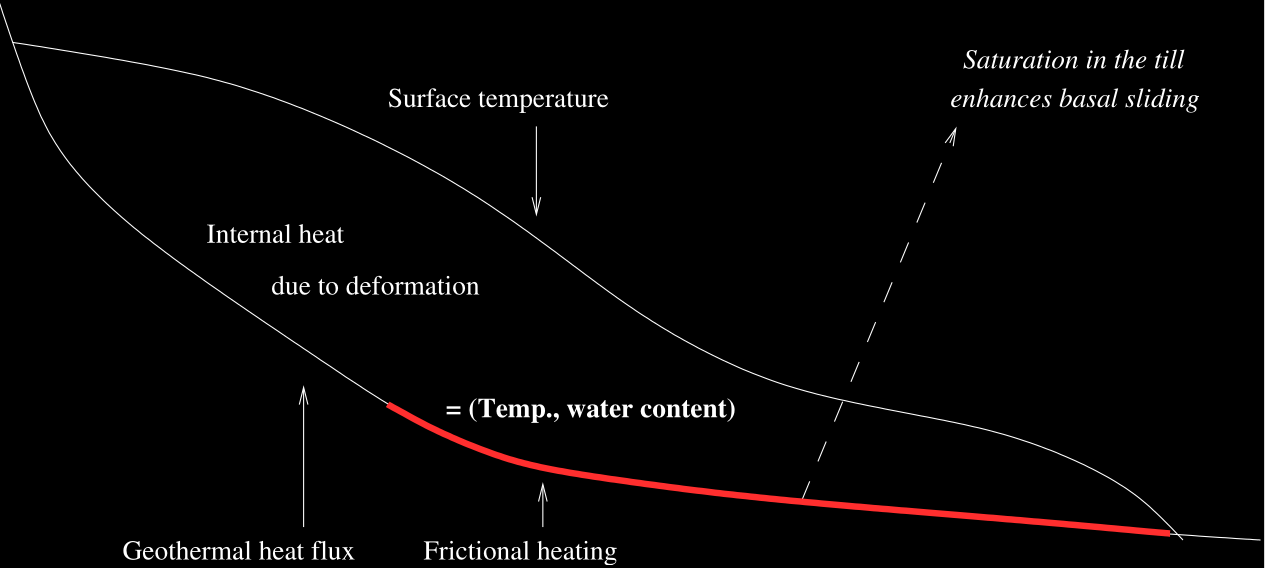 Saturation in the till
enhances basal sliding
Surface temperature
Internal heat
due to deformation
= (Temp., water content)
Geothermal heat flux
Frictional heating